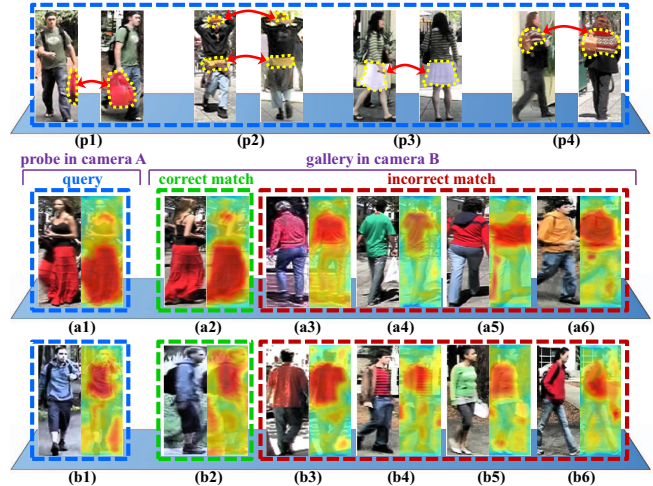 (p1) (p2) (p3) (p4)
probe in camera A gallery in camera B
query correct match incorrect match
(a1) (a2) (a3) (a4) (a5) (a6)
(b1) (b2) (b3) (b4) (b5) (b6)